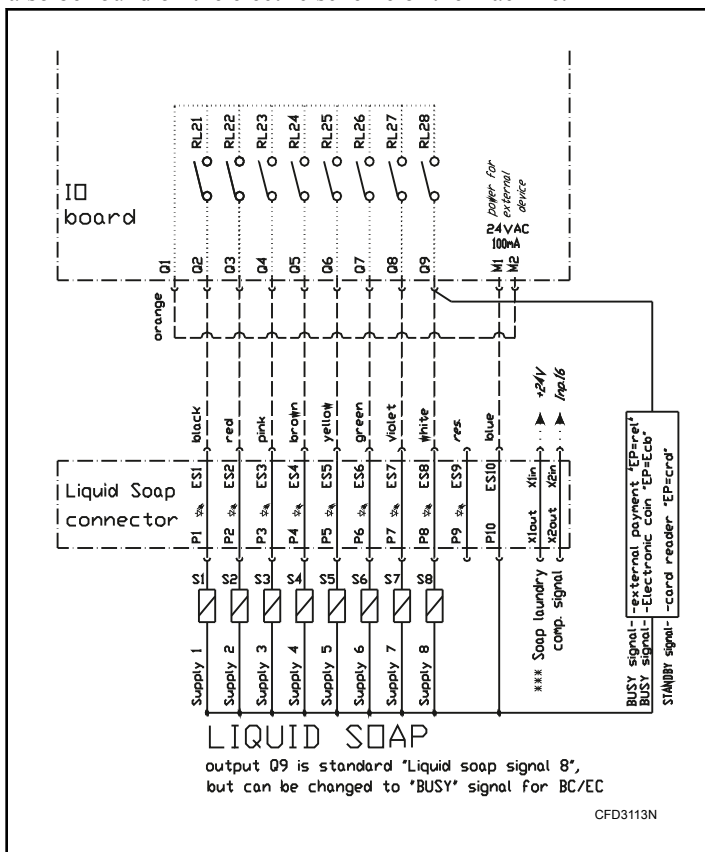 RL21
RL22
RL23
RL24
RL25
RL26
RL27
RL28
IO
board
power for
external
device
24VAC
100mA
Q1
Q2
Q3
Q4
Q5
Q6
Q7
Q8
Q9
M1
M2
orange
black
red
pink
brown
yellow
green
violet
white
res.
blue
+24V
Inp16
Liquid Soap
connector
ES1
ES2
ES3
ES4
ES5
ES6
ES7
ES8
ES9
ES10
X1in
X2in
P1
P2
P3
P4
P5
P6
P7
P8
P9
P10
X1out
X2out
S1
S2
S3
S4
S5
S6
S7
S8
Supply 1
Supply 2
Supply 3
Supply 4
Supply 5
Supply 6
Supply 7
Supply 8
*** Soap laundry
comp. signal
BUSY signal- -external payment "EP=rel"
BUSY signal- -Electronic coin "EP=Ecb"
STANDBY signal- -card reader "EP=crd"
LIQUID SOAP
output Q9 is standard "Liquid soap signal 8",
but can be changed to "BUSY" signal for BC/EC
CFD3113N